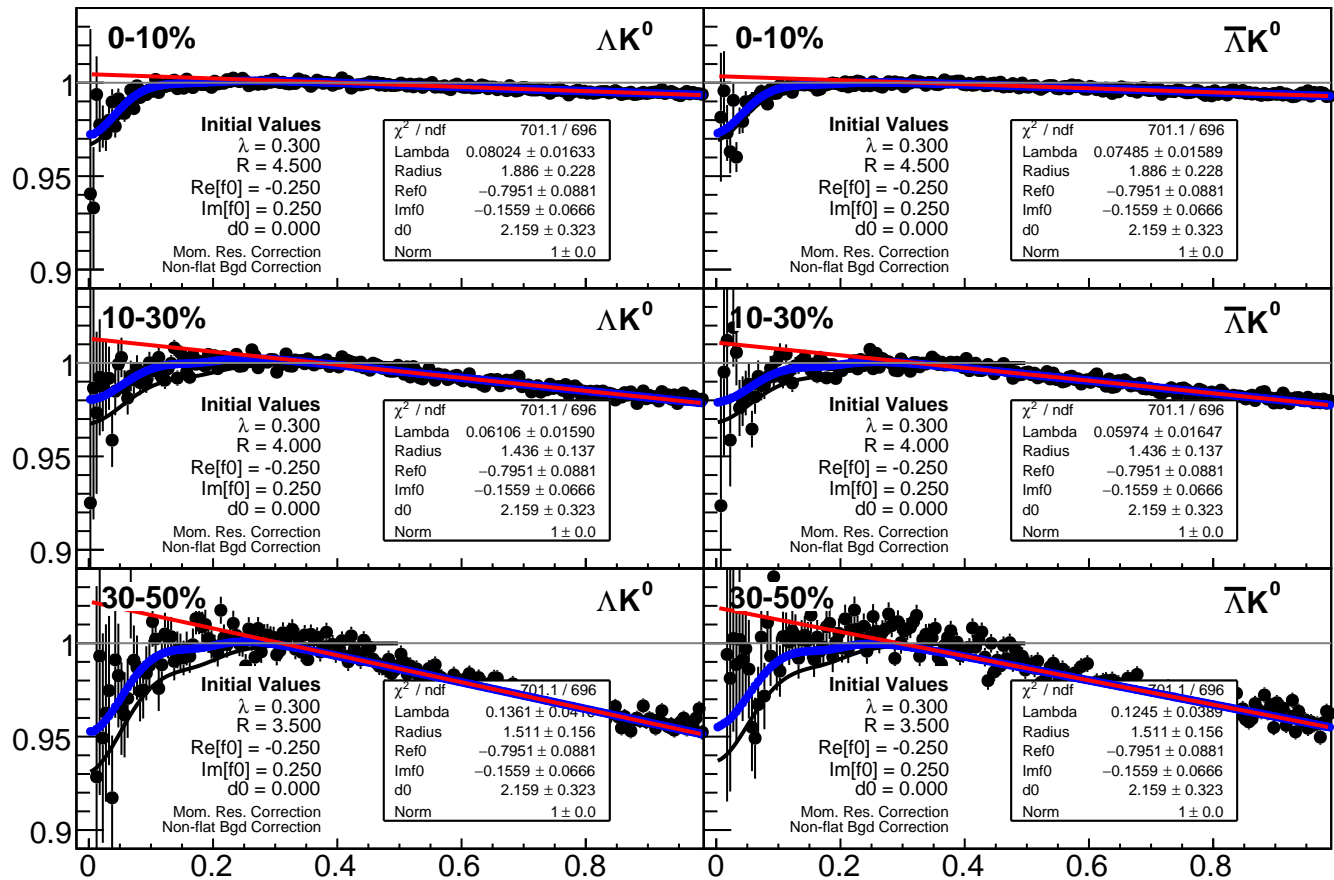 0-10%
ΛK⁰
Initial Values
λ = 0.300
R = 4.500
Re[f0] = -0.250
Im[f0] = 0.250
d0 = 0.000
Mom. Res. Correction
Non-flat Bgd Correction
χ² / ndf 701.1 / 696
Lambda 0.08024 ± 0.01633
Radius 1.886 ± 0.228
Ref0 −0.7951 ± 0.0881
Imf0 −0.1559 ± 0.0666
d0 2.159 ± 0.323
Norm 1 ± 0.0
1
0.95
0.9
0-10%
Λ̅K⁰
Initial Values
λ = 0.300
R = 4.500
Re[f0] = -0.250
Im[f0] = 0.250
d0 = 0.000
Mom. Res. Correction
Non-flat Bgd Correction
χ² / ndf 701.1 / 696
Lambda 0.07485 ± 0.01589
Radius 1.886 ± 0.228
Ref0 −0.7951 ± 0.0881
Imf0 −0.1559 ± 0.0666
d0 2.159 ± 0.323
Norm 1 ± 0.0
10-30%
ΛK⁰
Initial Values
λ = 0.300
R = 4.000
Re[f0] = -0.250
Im[f0] = 0.250
d0 = 0.000
Mom. Res. Correction
Non-flat Bgd Correction
χ² / ndf 701.1 / 696
Lambda 0.06106 ± 0.01590
Radius 1.436 ± 0.137
Ref0 −0.7951 ± 0.0881
Imf0 −0.1559 ± 0.0666
d0 2.159 ± 0.323
Norm 1 ± 0.0
1
0.95
0.9
10-30%
Λ̅K⁰
Initial Values
λ = 0.300
R = 4.000
Re[f0] = -0.250
Im[f0] = 0.250
d0 = 0.000
Mom. Res. Correction
Non-flat Bgd Correction
χ² / ndf 701.1 / 696
Lambda 0.05974 ± 0.01647
Radius 1.436 ± 0.137
Ref0 −0.7951 ± 0.0881
Imf0 −0.1559 ± 0.0666
d0 2.159 ± 0.323
Norm 1 ± 0.0
30-50%
ΛK⁰
Initial Values
λ = 0.300
R = 3.500
Re[f0] = -0.250
Im[f0] = 0.250
d0 = 0.000
Mom. Res. Correction
Non-flat Bgd Correction
χ² / ndf 701.1 / 696
Lambda 0.1361 ±
Radius 1.511 ± 0.156
Ref0 −0.7951 ± 0.0881
Imf0 −0.1559 ± 0.0666
d0 2.159 ± 0.323
Norm 1 ± 0.0
1
0.95
0.9
0 0.2 0.4 0.6 0.8
30-50%
Λ̅K⁰
Initial Values
λ = 0.300
R = 3.500
Re[f0] = -0.250
Im[f0] = 0.250
d0 = 0.000
Mom. Res. Correction
Non-flat Bgd Correction
χ² / ndf 701.1 / 696
Lambda 0.1245 ± 0.0389
Radius 1.511 ± 0.156
Ref0 −0.7951 ± 0.0881
Imf0 −0.1559 ± 0.0666
d0 2.159 ± 0.323
Norm 1 ± 0.0
0 0.2 0.4 0.6 0.8